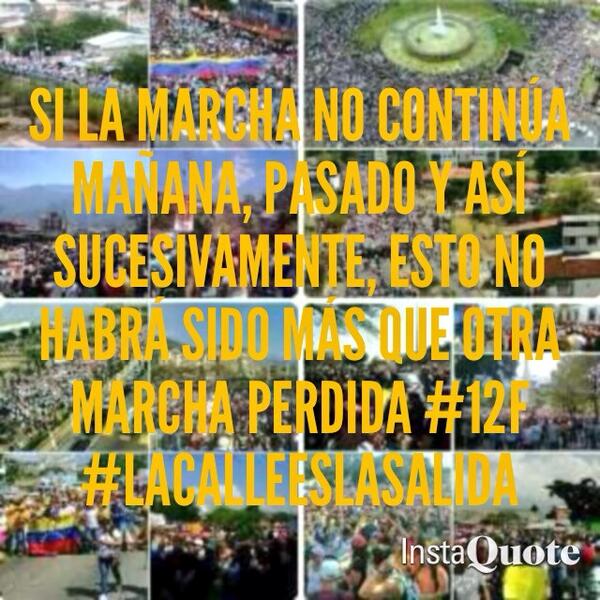 SI LA MARCHA NO CONTINÚA
MAÑANA, PASADO Y ASÍ
SUCESIVAMENTE, ESTO NO
HABRÁ SIDO MÁS QUE OTRA
MARCHA PERDIDA #12F
#LACALLEESLASALIDA
InstaQuote